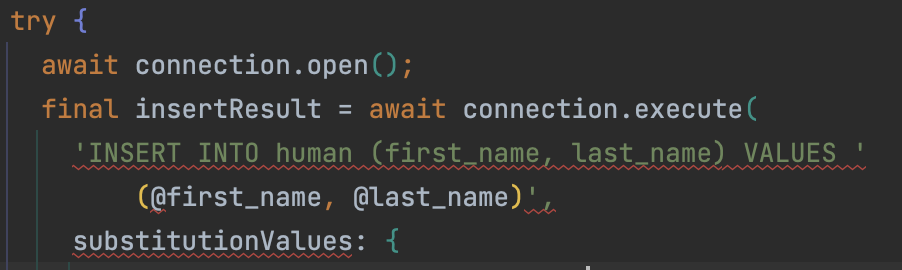 try {
await connection.open();
final insertResult = await connection.execute(
'INSERT INTO human (first_name, last_name) VALUES '
(@first_name, @last_name)',
substitutionValues: {